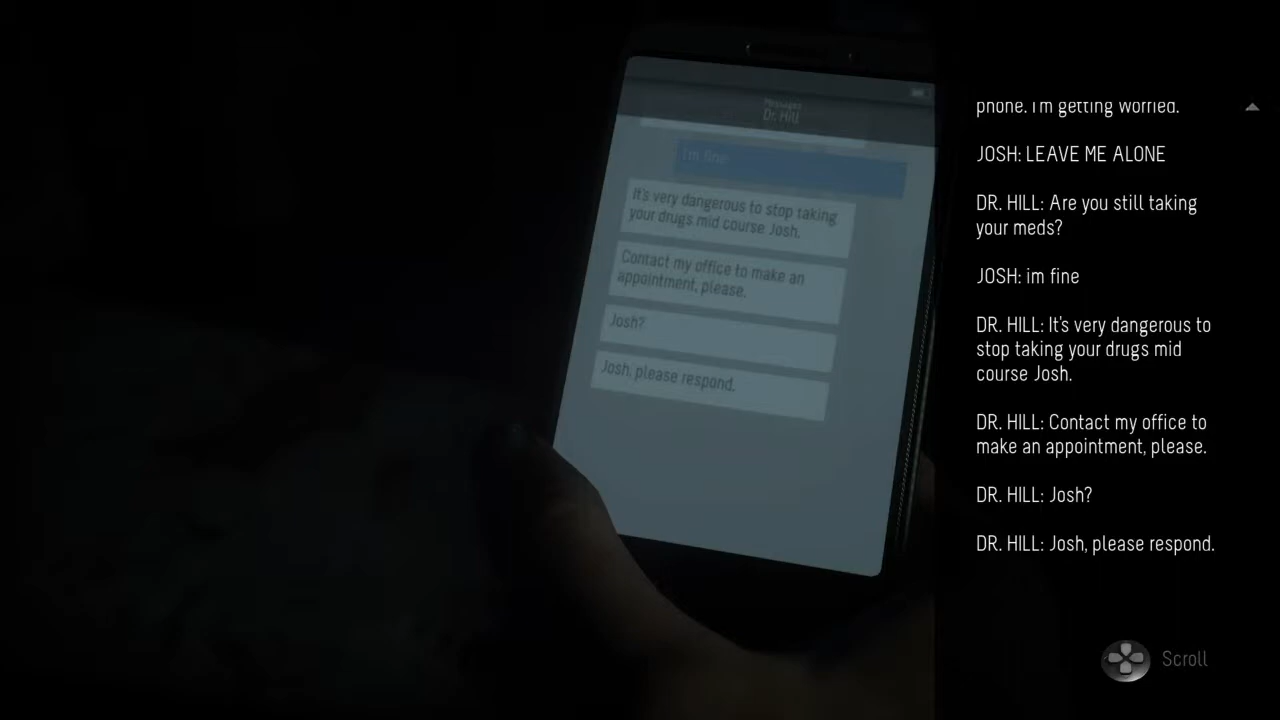 Messages
Dr. Hill
I'm fine
It's very dangerous to stop taking
your drugs mid course Josh.
Contact my office to make an
appointment, please.
Josh?
Josh, please respond.
phone. I'm getting worried.
JOSH: LEAVE ME ALONE
DR. HILL: Are you still taking
your meds?
JOSH: im fine
DR. HILL: It's very dangerous to
stop taking your drugs mid
course Josh.
DR. HILL: Contact my office to
make an appointment, please.
DR. HILL: Josh?
DR. HILL: Josh, please respond.
Scroll